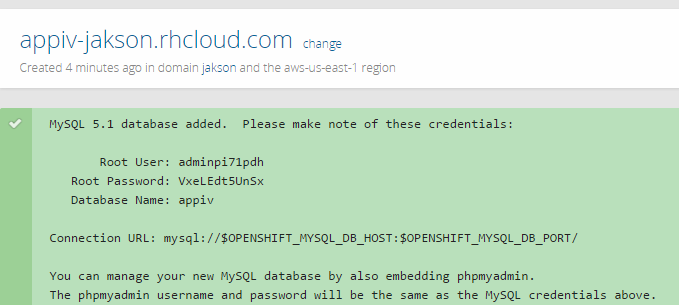 appiv-jakson.rhcloud.com change
Created 4 minutes ago in domain jakson and the aws-us-east-1 region
MySQL 5.1 database added. Please make note of these credentials:
Root User: adminpi71pdh
Root Password: VxeLEdt5UnSx
Database Name: appiv
Connection URL: mysql://$OPENSHIFT_MYSQL_DB_HOST:$OPENSHIFT_MYSQL_DB_PORT/
You can manage your new MySQL database by also embedding phpmyadmin.
The phpmyadmin username and password will be the same as the MySQL credentials above.